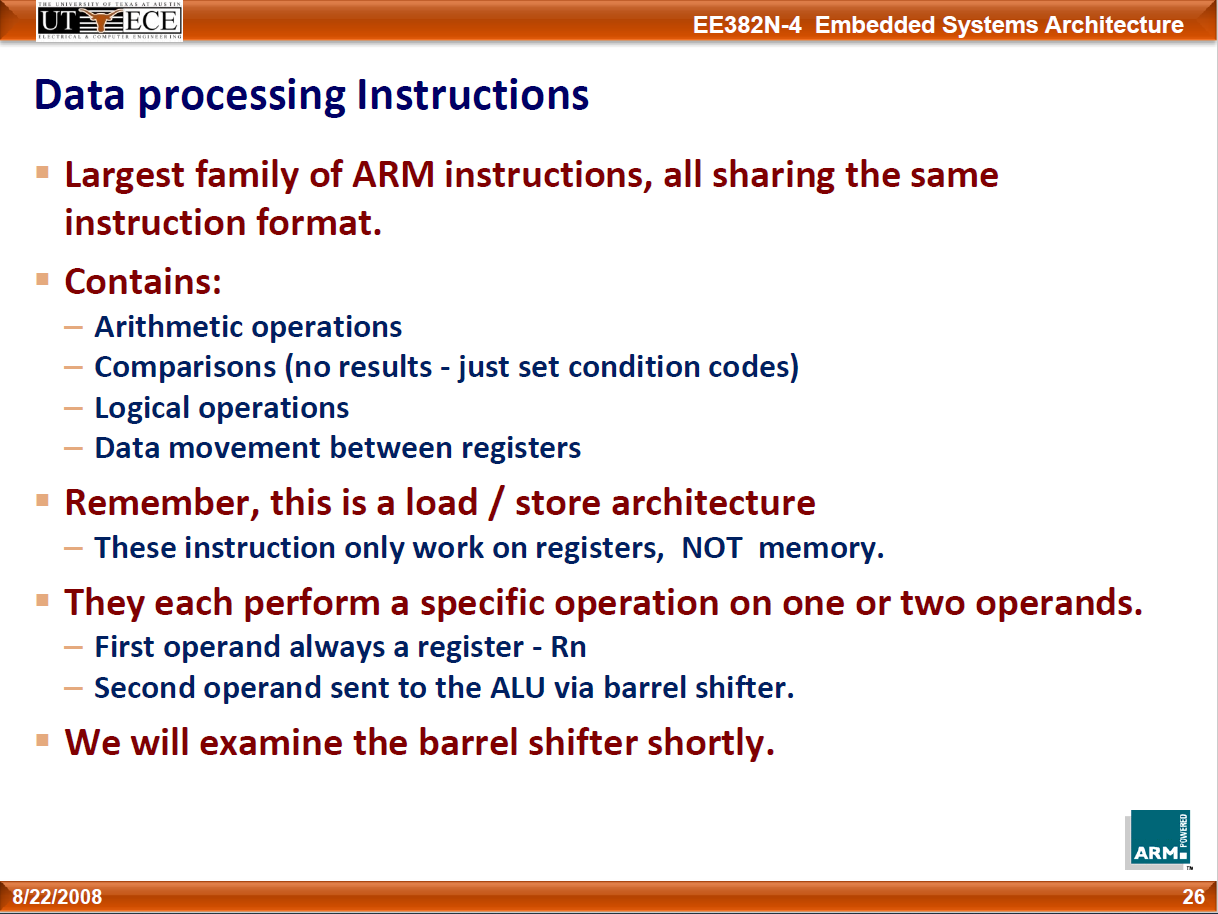 THE UNIVERSITY OF TEXAS AT AUSTIN
UT ECE
ELECTRICAL & COMPUTER ENGINEERING
EE382N-4 Embedded Systems Architecture
Data processing Instructions
▪ Largest family of ARM instructions, all sharing the same
instruction format.
▪ Contains:
– Arithmetic operations
– Comparisons (no results - just set condition codes)
– Logical operations
– Data movement between registers
▪ Remember, this is a load / store architecture
– These instruction only work on registers, NOT memory.
▪ They each perform a specific operation on one or two operands.
– First operand always a register - Rn
– Second operand sent to the ALU via barrel shifter.
▪ We will examine the barrel shifter shortly.
ARM POWERED
TM
8/22/2008
26